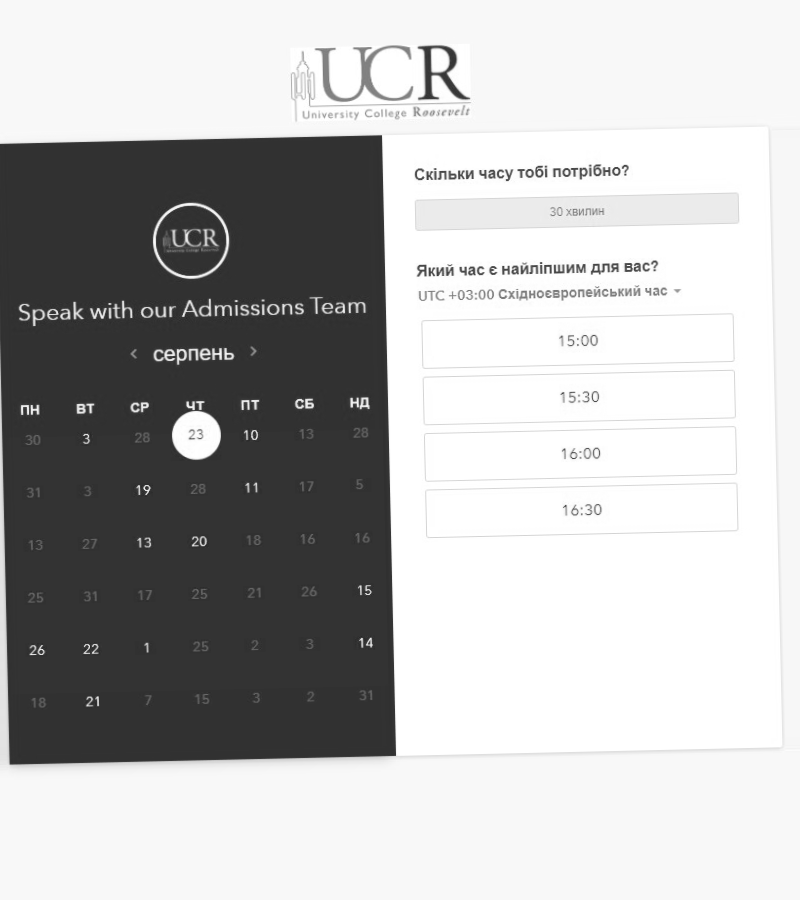 UCR
University College Roosevelt
UCR
Speak with our Admissions Team
серпень
ПН ВТ СР ЧТ ПТ СБ НД
30 3 28 23 10 13 28
31 3 19 28 11 17 5
13 27 13 20 18 16 16
25 31 17 25 21 26 15
26 22 1 25 2 3 14
18 21 7 15 3 2 31
Скільки часу тобі потрібно?
30 хвилин
Який час є найліпшим для вас?
UTC +03:00 Східноєвропейський час
15:00
15:30
16:00
16:30